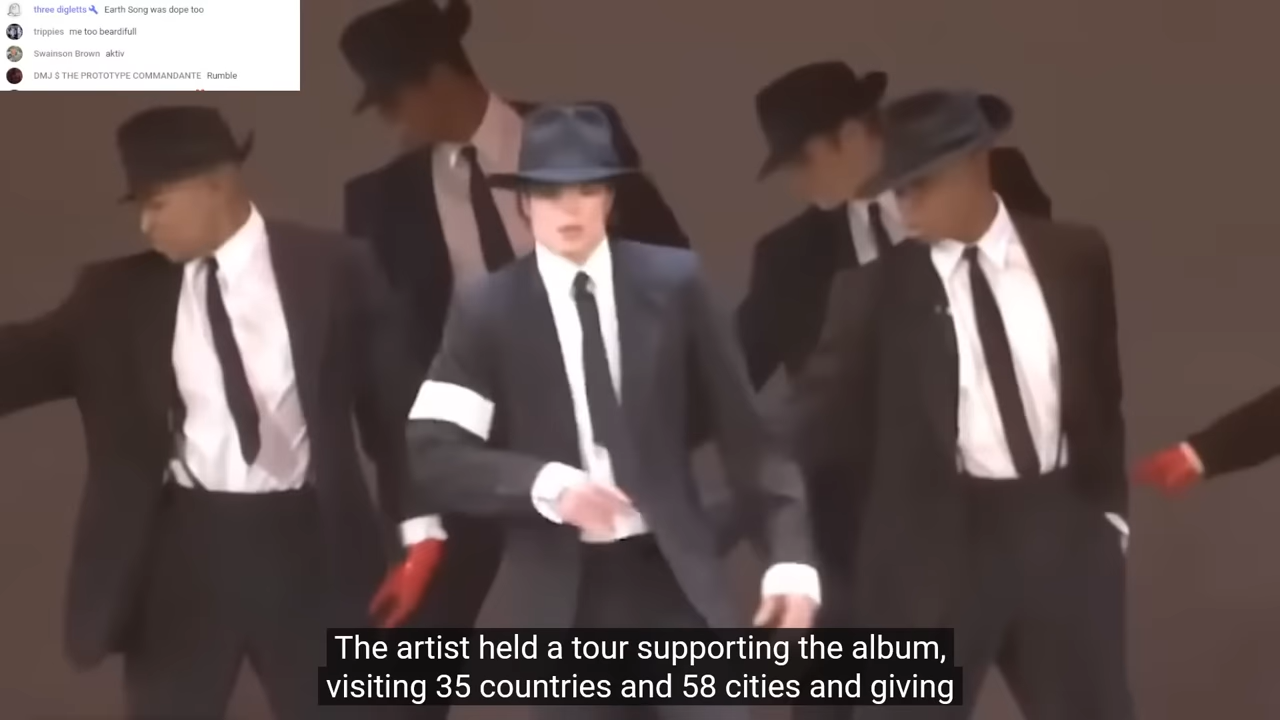 three digletts Earth Song was dope too
trippies me too beardifull
Swainson Brown aktiv
DMJ $ THE PROTOTYPE COMMANDANTE Rumble
The artist held a tour supporting the album,
visiting 35 countries and 58 cities and giving